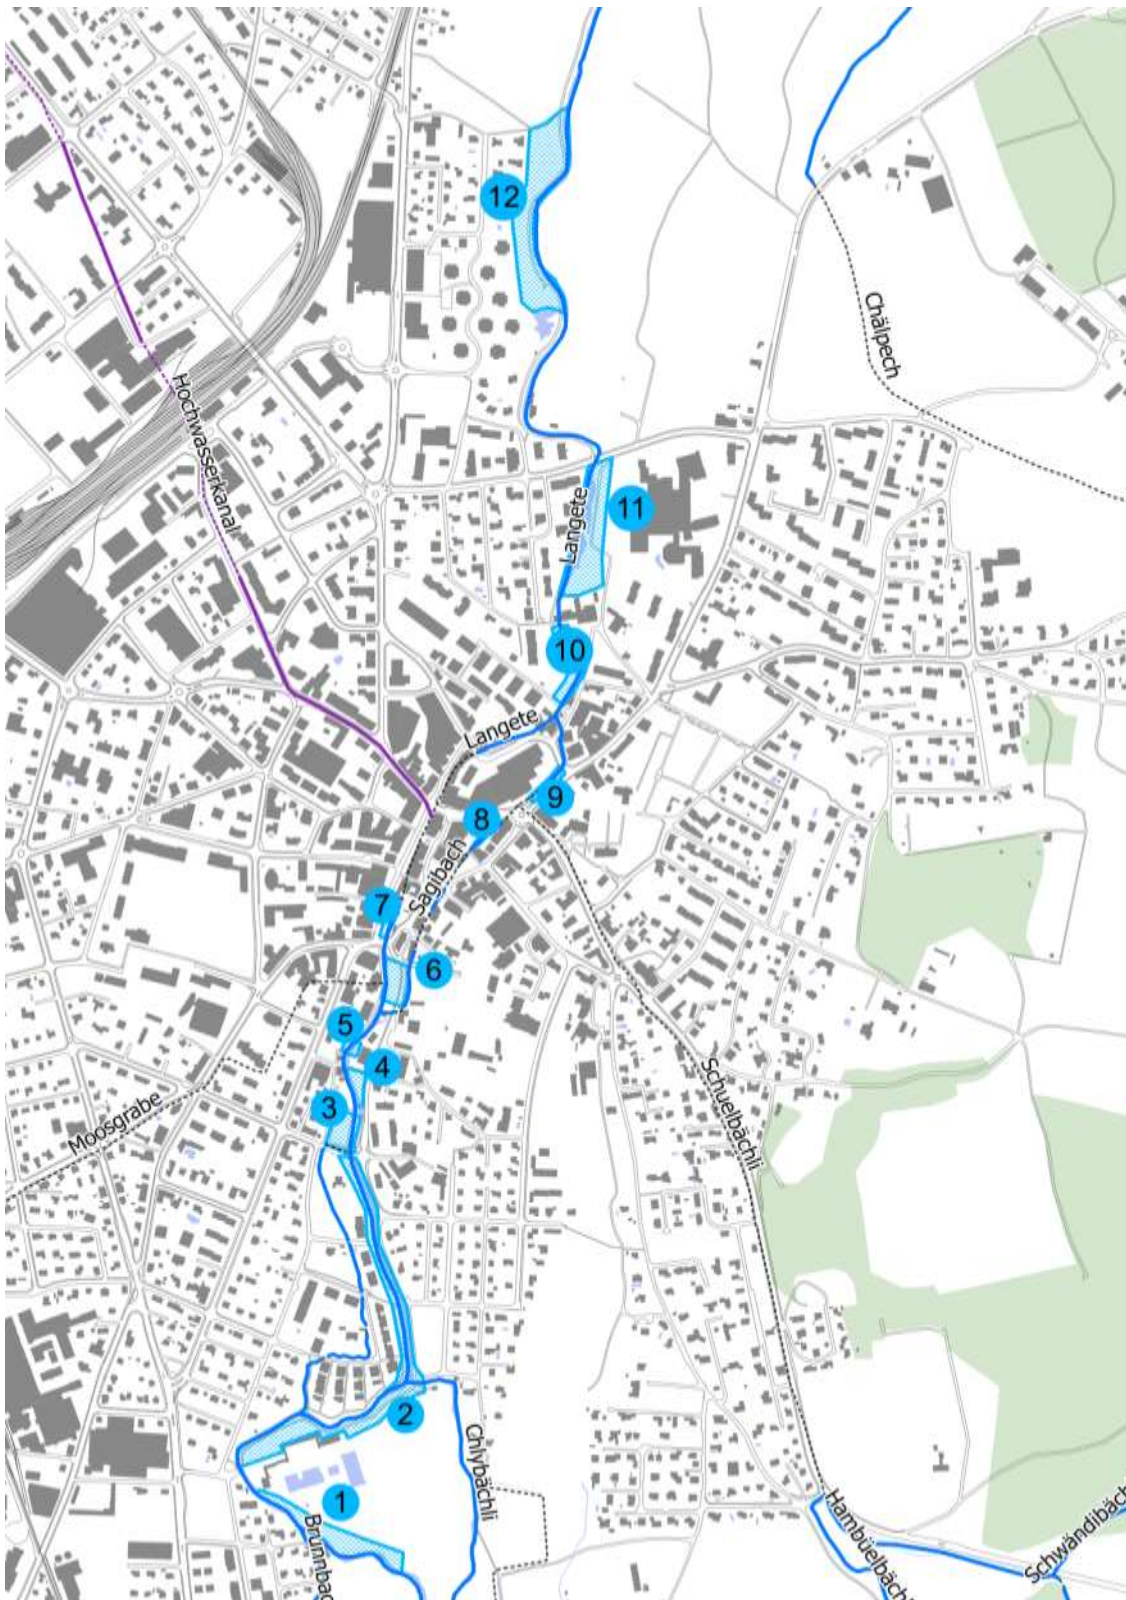 12
Chälpech
Hochwasserkanal
11
Langete
10
Langete
9
8
Sagibach
7
6
5
4
3
Moosgrabe
Schuelbächli
2
Chlybächli
1
Brunnbac
Hambüelbächl
Schwändibäch